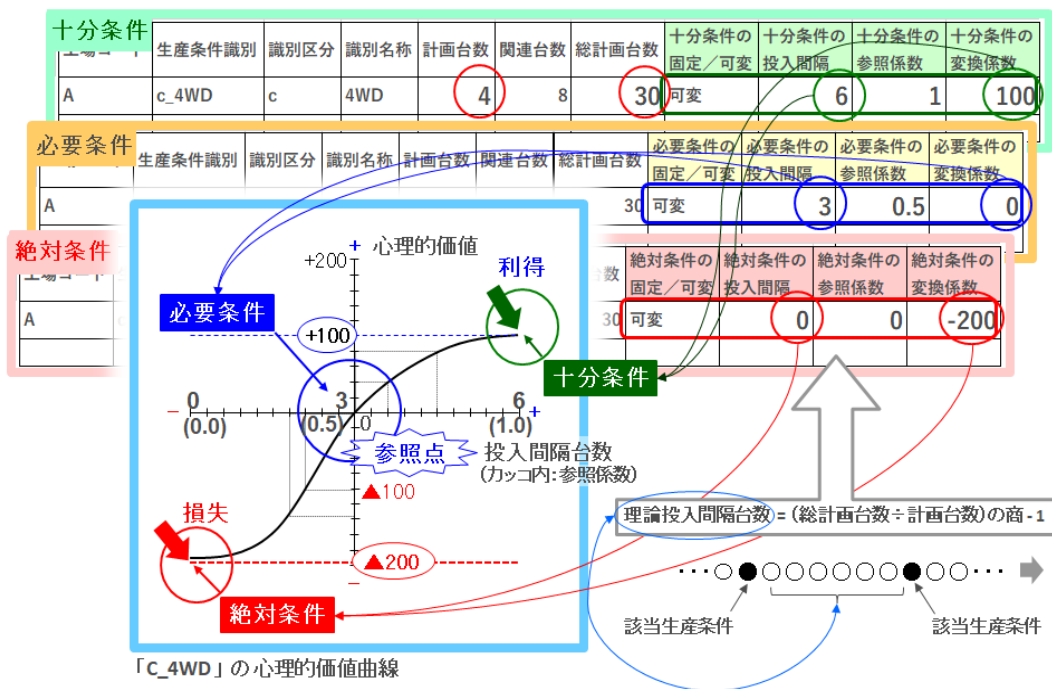 十分条件
生産条件識別 識別区分 識別名称 計画台数 関連台数 総計画台数 十分条件の固定／可変 十分条件の投入間隔 十分条件の参照係数 十分条件の変換係数
A c_4WD c 4WD 4 8 30 可変 6 1 100
必要条件
生産条件識別 識別区分 識別名称 計画台数 関連台数 総計画台数 必要条件の固定／可変 必要条件の投入間隔 必要条件の参照係数 必要条件の変換係数
A 30 可変 3 0.5 0
絶対条件
台数 絶対条件の固定／可変 絶対条件の投入間隔 絶対条件の参照係数 絶対条件の変換係数
A 30 可変 0 0 -200
+ 心理的価値
+200
利得
必要条件
+100
十分条件
− 0 3 6 +
(0.0) (0.5) 0 (1.0)
参照点
投入間隔台数
(カッコ内:参照係数)
▲100
損失
▲200
−
絶対条件
理論投入間隔台数 = (総計画台数÷計画台数)の商-1
･･･○●○○○○○○●○○･･･
該当生産条件 該当生産条件
「C_4WD」の心理的価値曲線